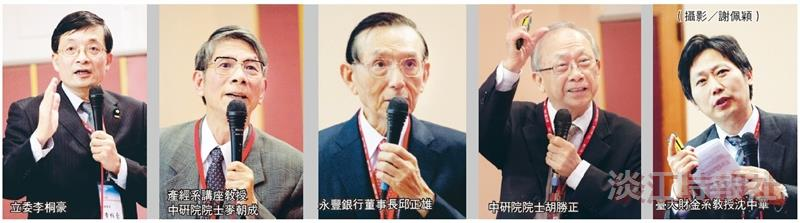 （攝影／謝佩穎）
立委李桐豪
產經系講座教授
中研院院士麥朝成
永豐銀行董事長邱正雄
中研院院士胡勝正
臺大財金系教授沈中華
淡江時報社